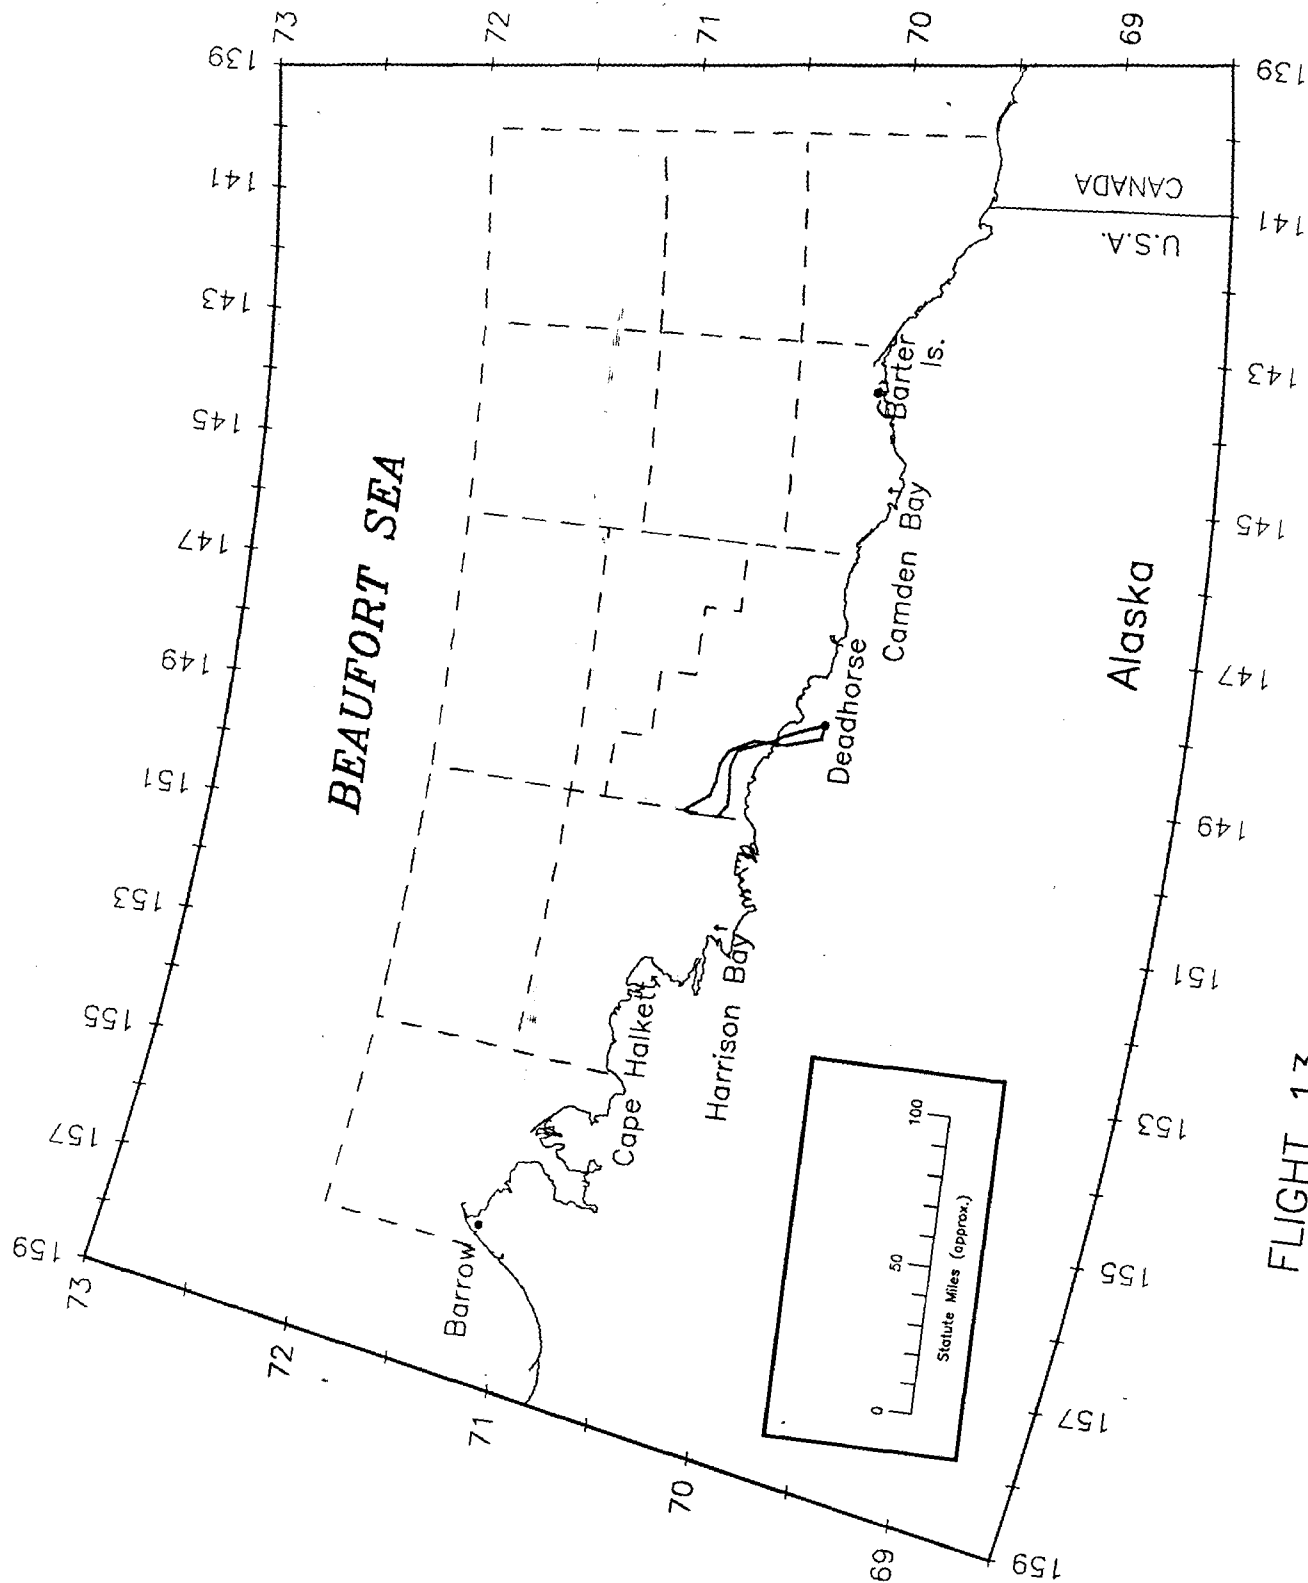 159
157
155
153
151
149
147
145
143
141
139
73
72
71
70
69
73
72
71
70
69
BEAUFORT SEA
Barrow
Cape Halkett
Harrison Bay
Deadhorse
Camden Bay
Barter
Is.
Alaska
U.S.A.
CANADA
0
50
100
Statute Miles (approx.)
159
157
155
153
151
149
147
145
143
141
139
FLIGHT 13